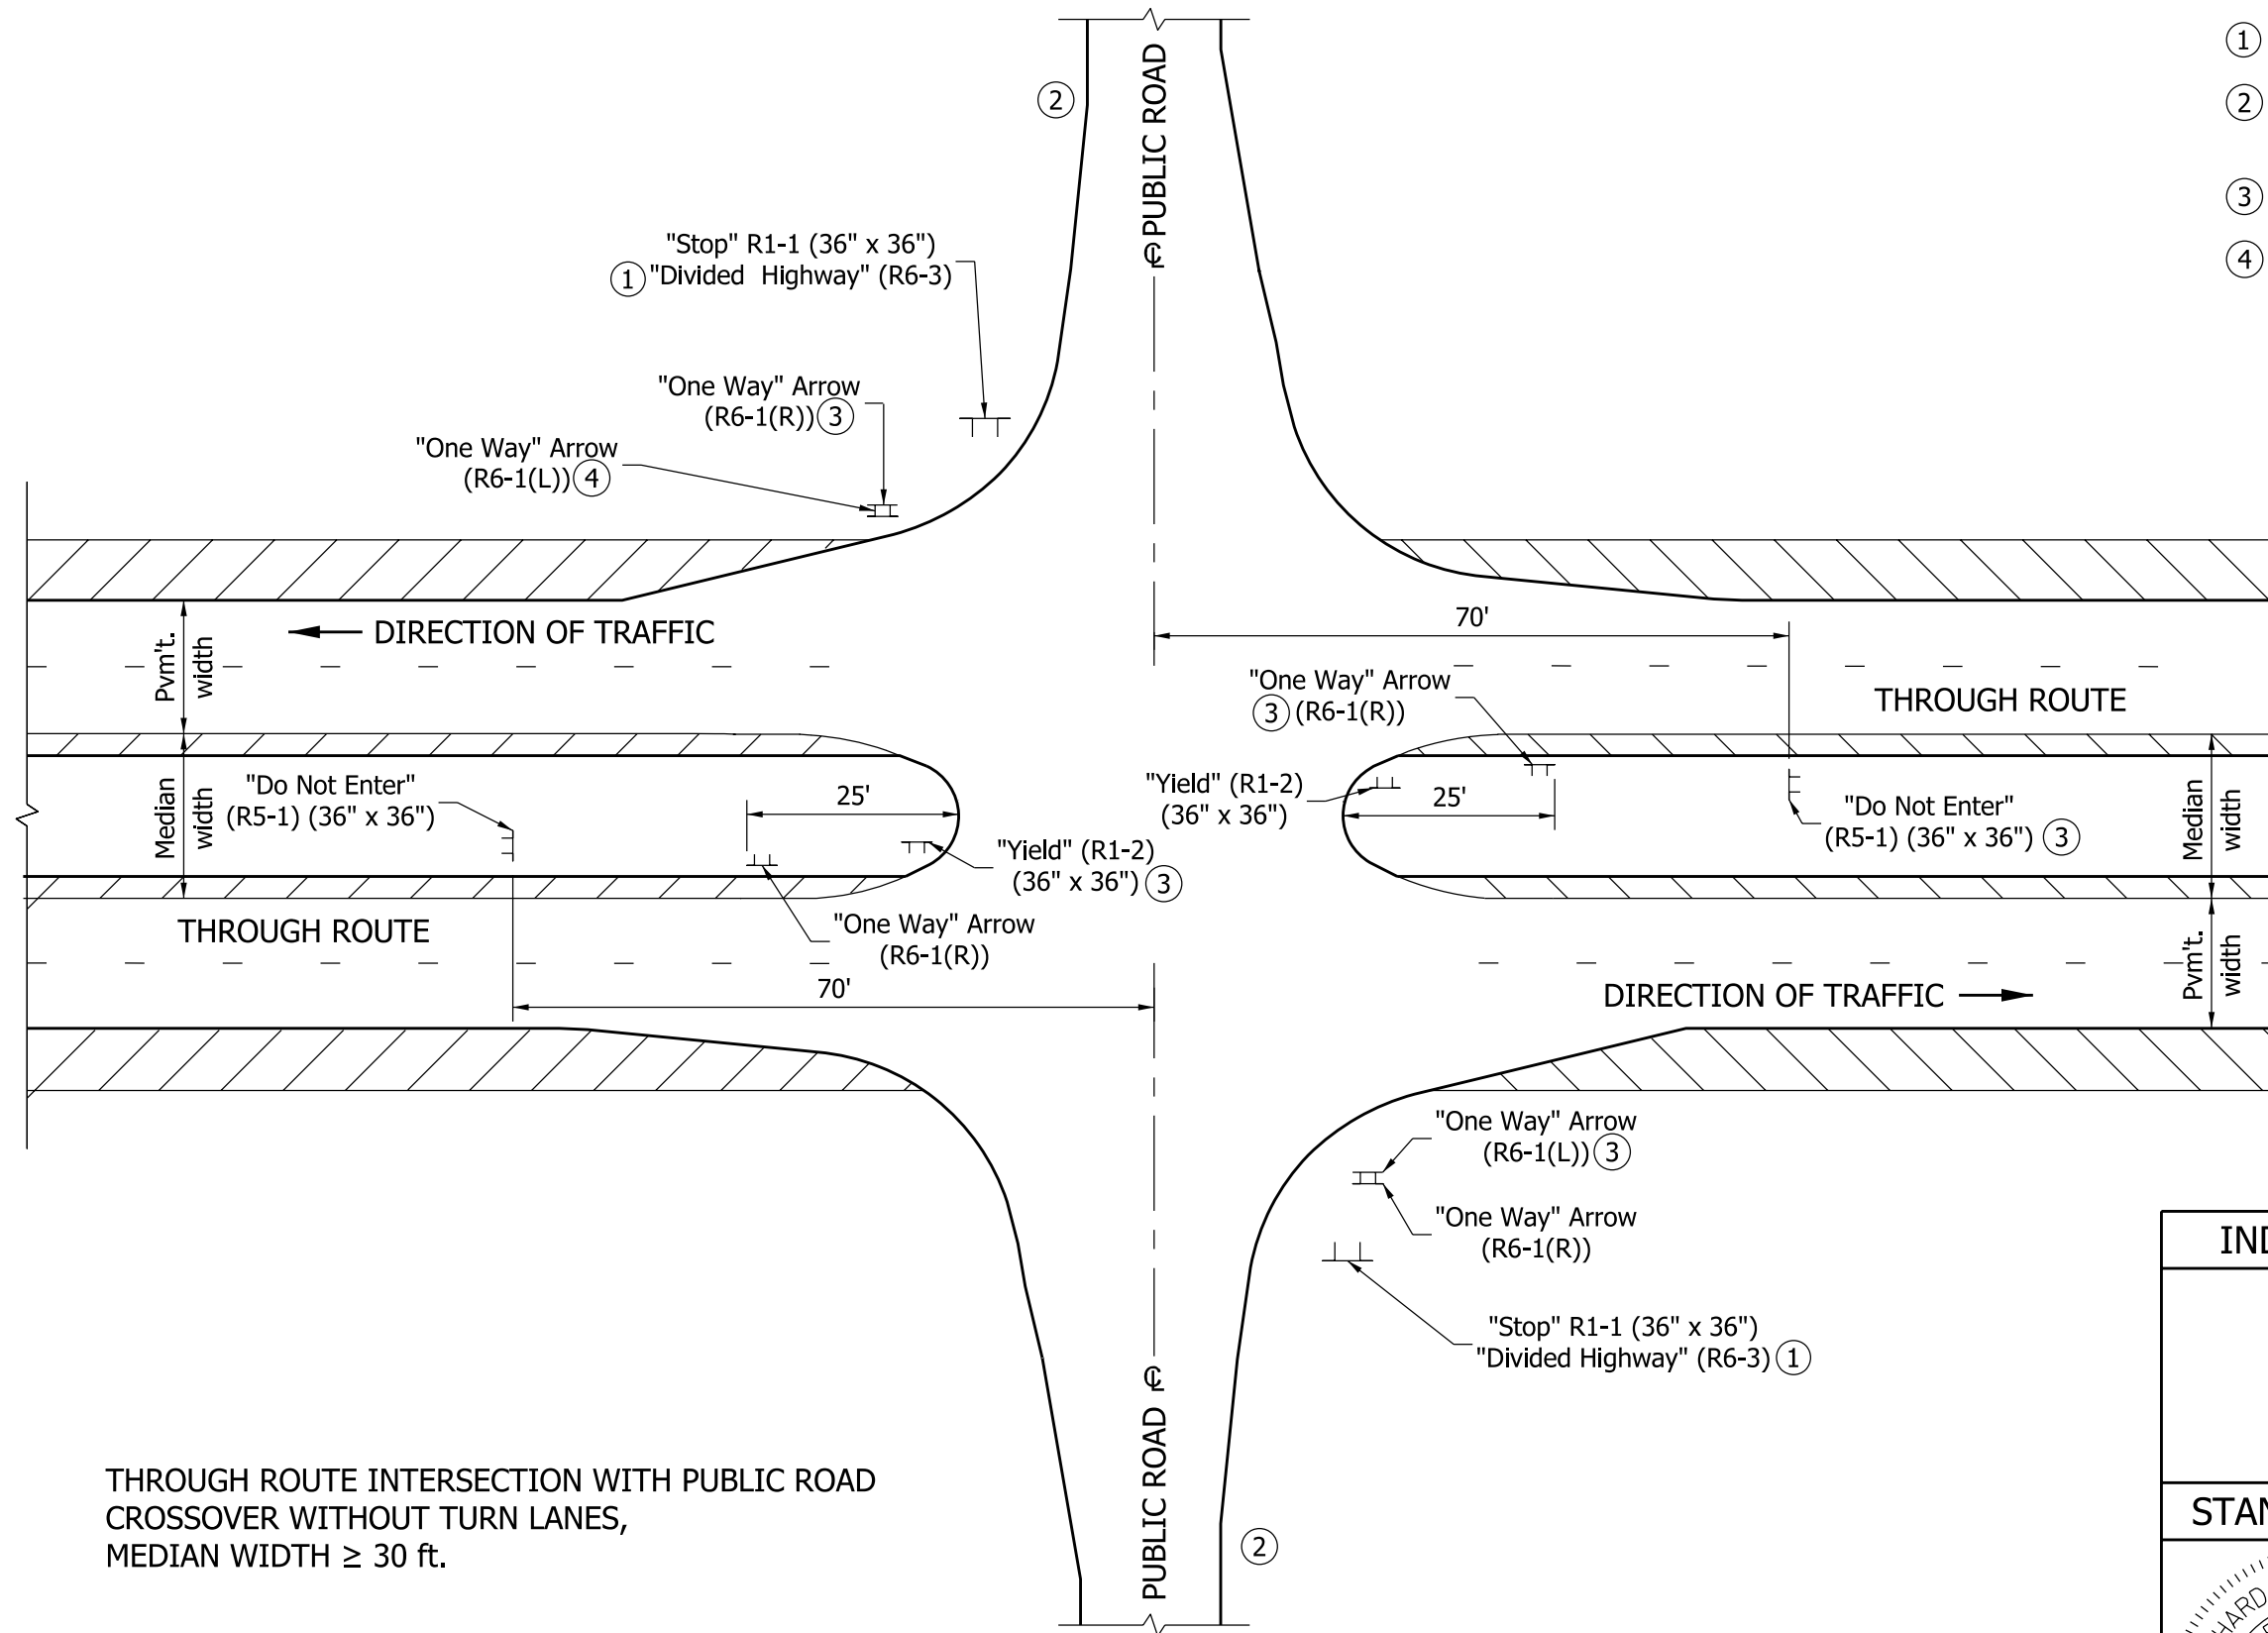 ①
②
③
④
℄ PUBLIC ROAD
②
"Stop" R1-1 (36" x 36")
① "Divided Highway" (R6-3)
"One Way" Arrow
(R6-1(R)) ③
"One Way" Arrow
(R6-1(L)) ④
DIRECTION OF TRAFFIC
Pvm't.
width
70'
"One Way" Arrow
③ (R6-1(R))
THROUGH ROUTE
"Do Not Enter"
(R5-1) (36" x 36")
Median
width
25'
"Yield" (R1-2)
(36" x 36")
25'
"Do Not Enter"
(R5-1) (36" x 36") ③
Median
width
"Yield" (R1-2)
(36" x 36") ③
"One Way" Arrow
(R6-1(R))
THROUGH ROUTE
70'
DIRECTION OF TRAFFIC
Pvm't.
width
"One Way" Arrow
(R6-1(L)) ③
"One Way" Arrow
(R6-1(R))
"Stop" R1-1 (36" x 36")
"Divided Highway" (R6-3) ①
PUBLIC ROAD ℄
②
THROUGH ROUTE INTERSECTION WITH PUBLIC ROAD
CROSSOVER WITHOUT TURN LANES,
MEDIAN WIDTH ≥ 30 ft.
IND
STAN
HARD